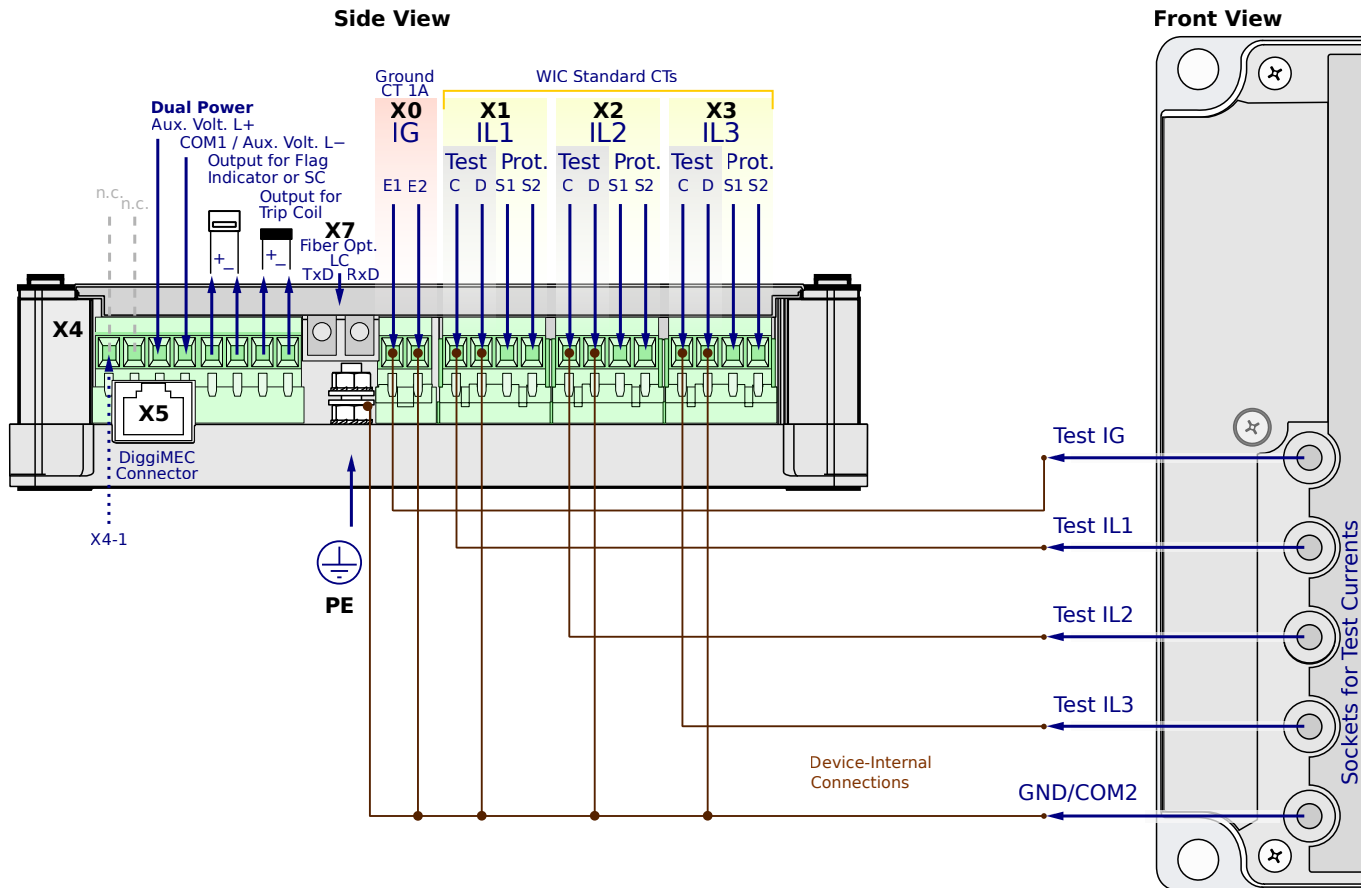 Side View
Front View
Ground
CT 1A
WIC Standard CTs
X0
IG
X1
IL1
X2
IL2
X3
IL3
Dual Power
Aux. Volt. L+
COM1 / Aux. Volt. L−
Output for Flag
Indicator or SC
Output for
Trip Coil
Test Prot.
Test Prot.
Test Prot.
E1 E2
C D S1 S2
C D S1 S2
C D S1 S2
n.c.
n.c.
+ −
+ −
X7
Fiber Opt.
LC
TxD RxD
X4
X5
DiggiMEC
Connector
X4-1
PE
Test IG
Test IL1
Test IL2
Test IL3
GND/COM2
Device-Internal
Connections
Sockets for Test Currents